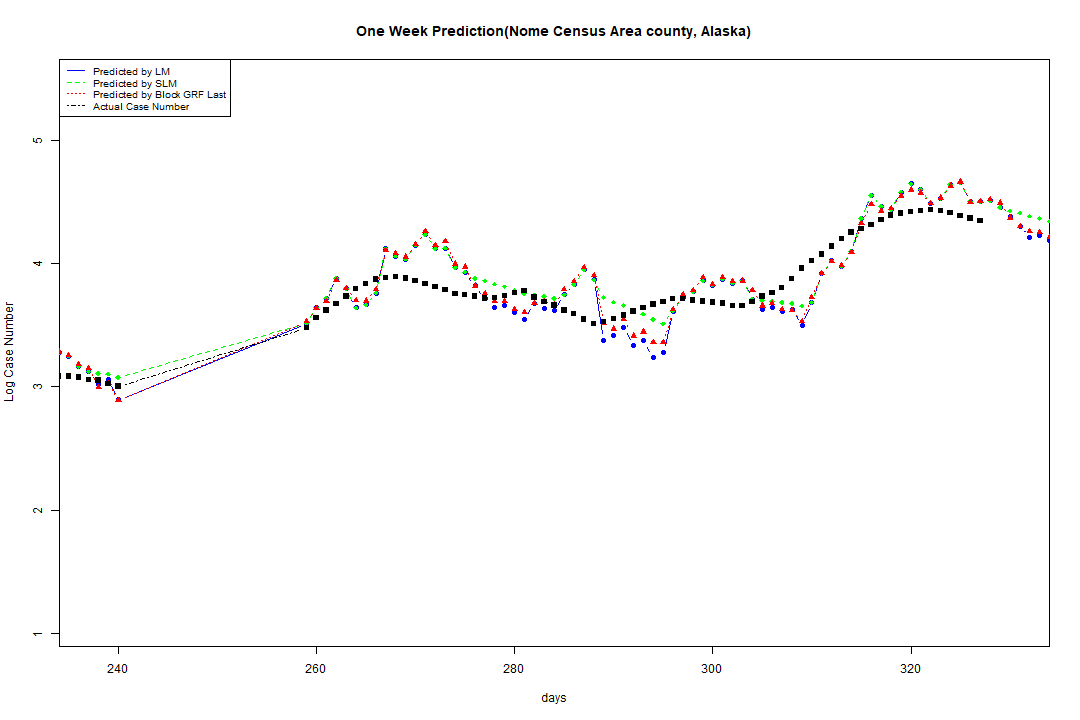 One Week Prediction(Nome Census Area county, Alaska)
Predicted by LM
Predicted by SLM
Predicted by Block GRF Last
Actual Case Number
5
4
3
2
1
Log Case Number
240
260
280
300
320
days